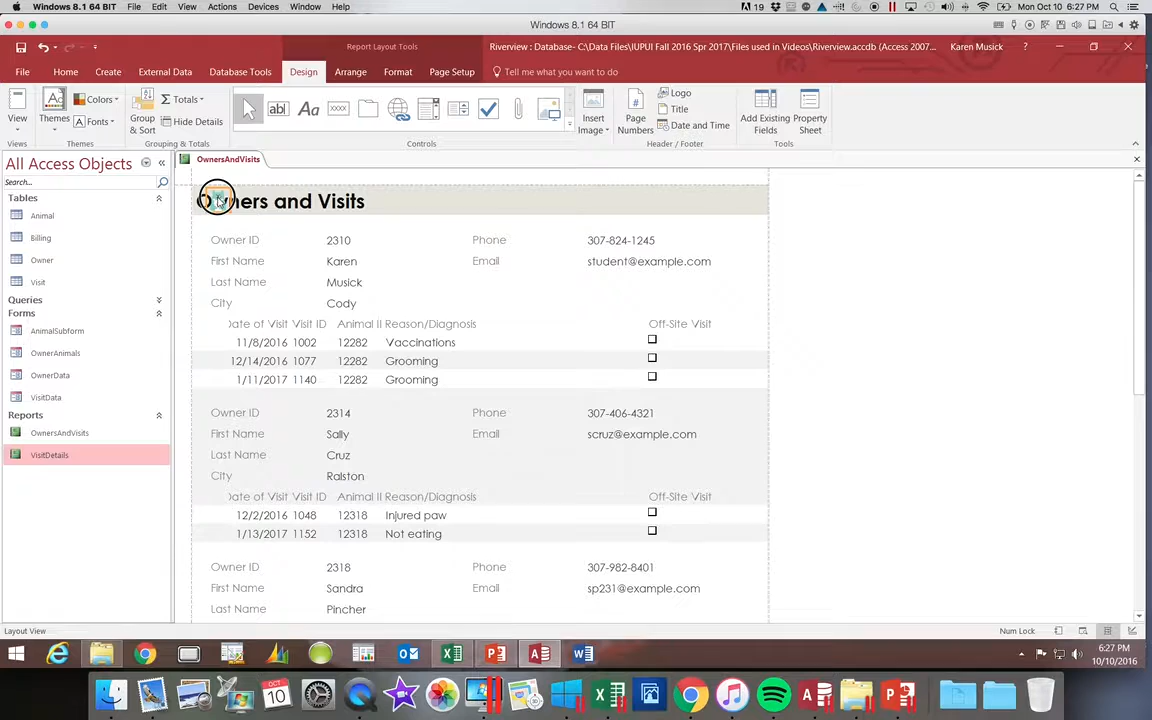 Windows 8.1 64 BIT File Edit View Actions Devices Window Help 19 Mon Oct 10 6:27 PM
Windows 8.1 64 BIT
Report Layout Tools Riverview : Database- C:\Data Files\IUPUI Fall 2016 Spr 2017\Files used in Videos\Riverview.accdb (Access 2007... Karen Musick ?
File Home Create External Data Database Tools Design Arrange Format Page Setup Tell me what you want to do
View Themes Colors Fonts Group & Sort Totals Hide Details Insert Image Page Numbers Logo Title Date and Time Add Existing Fields Property Sheet
Views Themes Grouping & Totals Controls Header / Footer Tools
All Access Objects
Search...
Tables
Animal
Billing
Owner
Visit
Queries
Forms
AnimalSubform
OwnerAnimals
OwnerData
VisitData
Reports
OwnersAndVisits
VisitDetails
OwnersAndVisits
Owners and Visits
Owner ID 2310 Phone 307-824-1245
First Name Karen Email student@example.com
Last Name Musick
City Cody
Date of Visit Visit ID Animal II Reason/Diagnosis Off-Site Visit
11/8/2016 1002 12282 Vaccinations
12/14/2016 1077 12282 Grooming
1/11/2017 1140 12282 Grooming
Owner ID 2314 Phone 307-406-4321
First Name Sally Email scruz@example.com
Last Name Cruz
City Ralston
Date of Visit Visit ID Animal II Reason/Diagnosis Off-Site Visit
12/2/2016 1048 12318 Injured paw
1/13/2017 1152 12318 Not eating
Owner ID 2318 Phone 307-982-8401
First Name Sandra Email sp231@example.com
Last Name Pincher
Layout View Num Lock
6:27 PM
10/10/2016
OCT
10